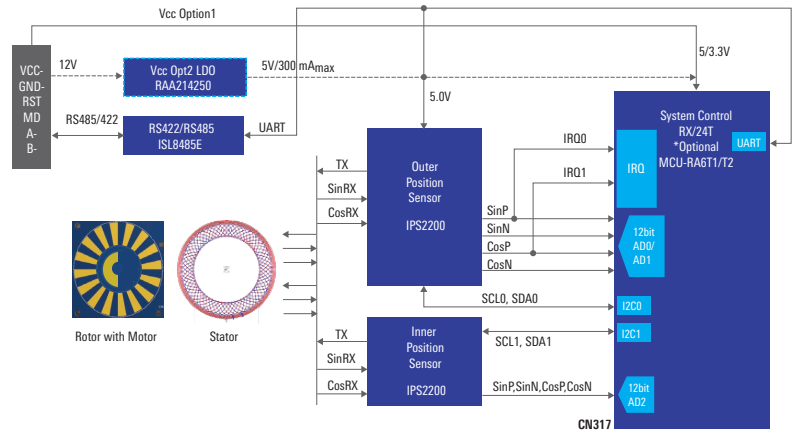 Vcc Option1
VCC-
GND-
RST
MD
A-
B-
12V
Vcc Opt2 LDO
RAA214250
5V/300 mAmax
5/3.3V
RS485/422
RS422/RS485
ISL8485E
UART
5.0V
System Control
RX/24T
*Optional
MCU-RA6T1/T2
UART
IRQ0
IRQ1
IRQ
TX
SinRX
CosRX
Outer
Position
Sensor
IPS2200
SinP
SinN
CosP
CosN
12bit
AD0/
AD1
SCL0, SDA0
I2C0
Rotor with Motor
Stator
TX
SinRX
CosRX
Inner
Position
Sensor
IPS2200
SCL1, SDA1
I2C1
SinP,SinN,CosP,CosN
12bit
AD2
CN317